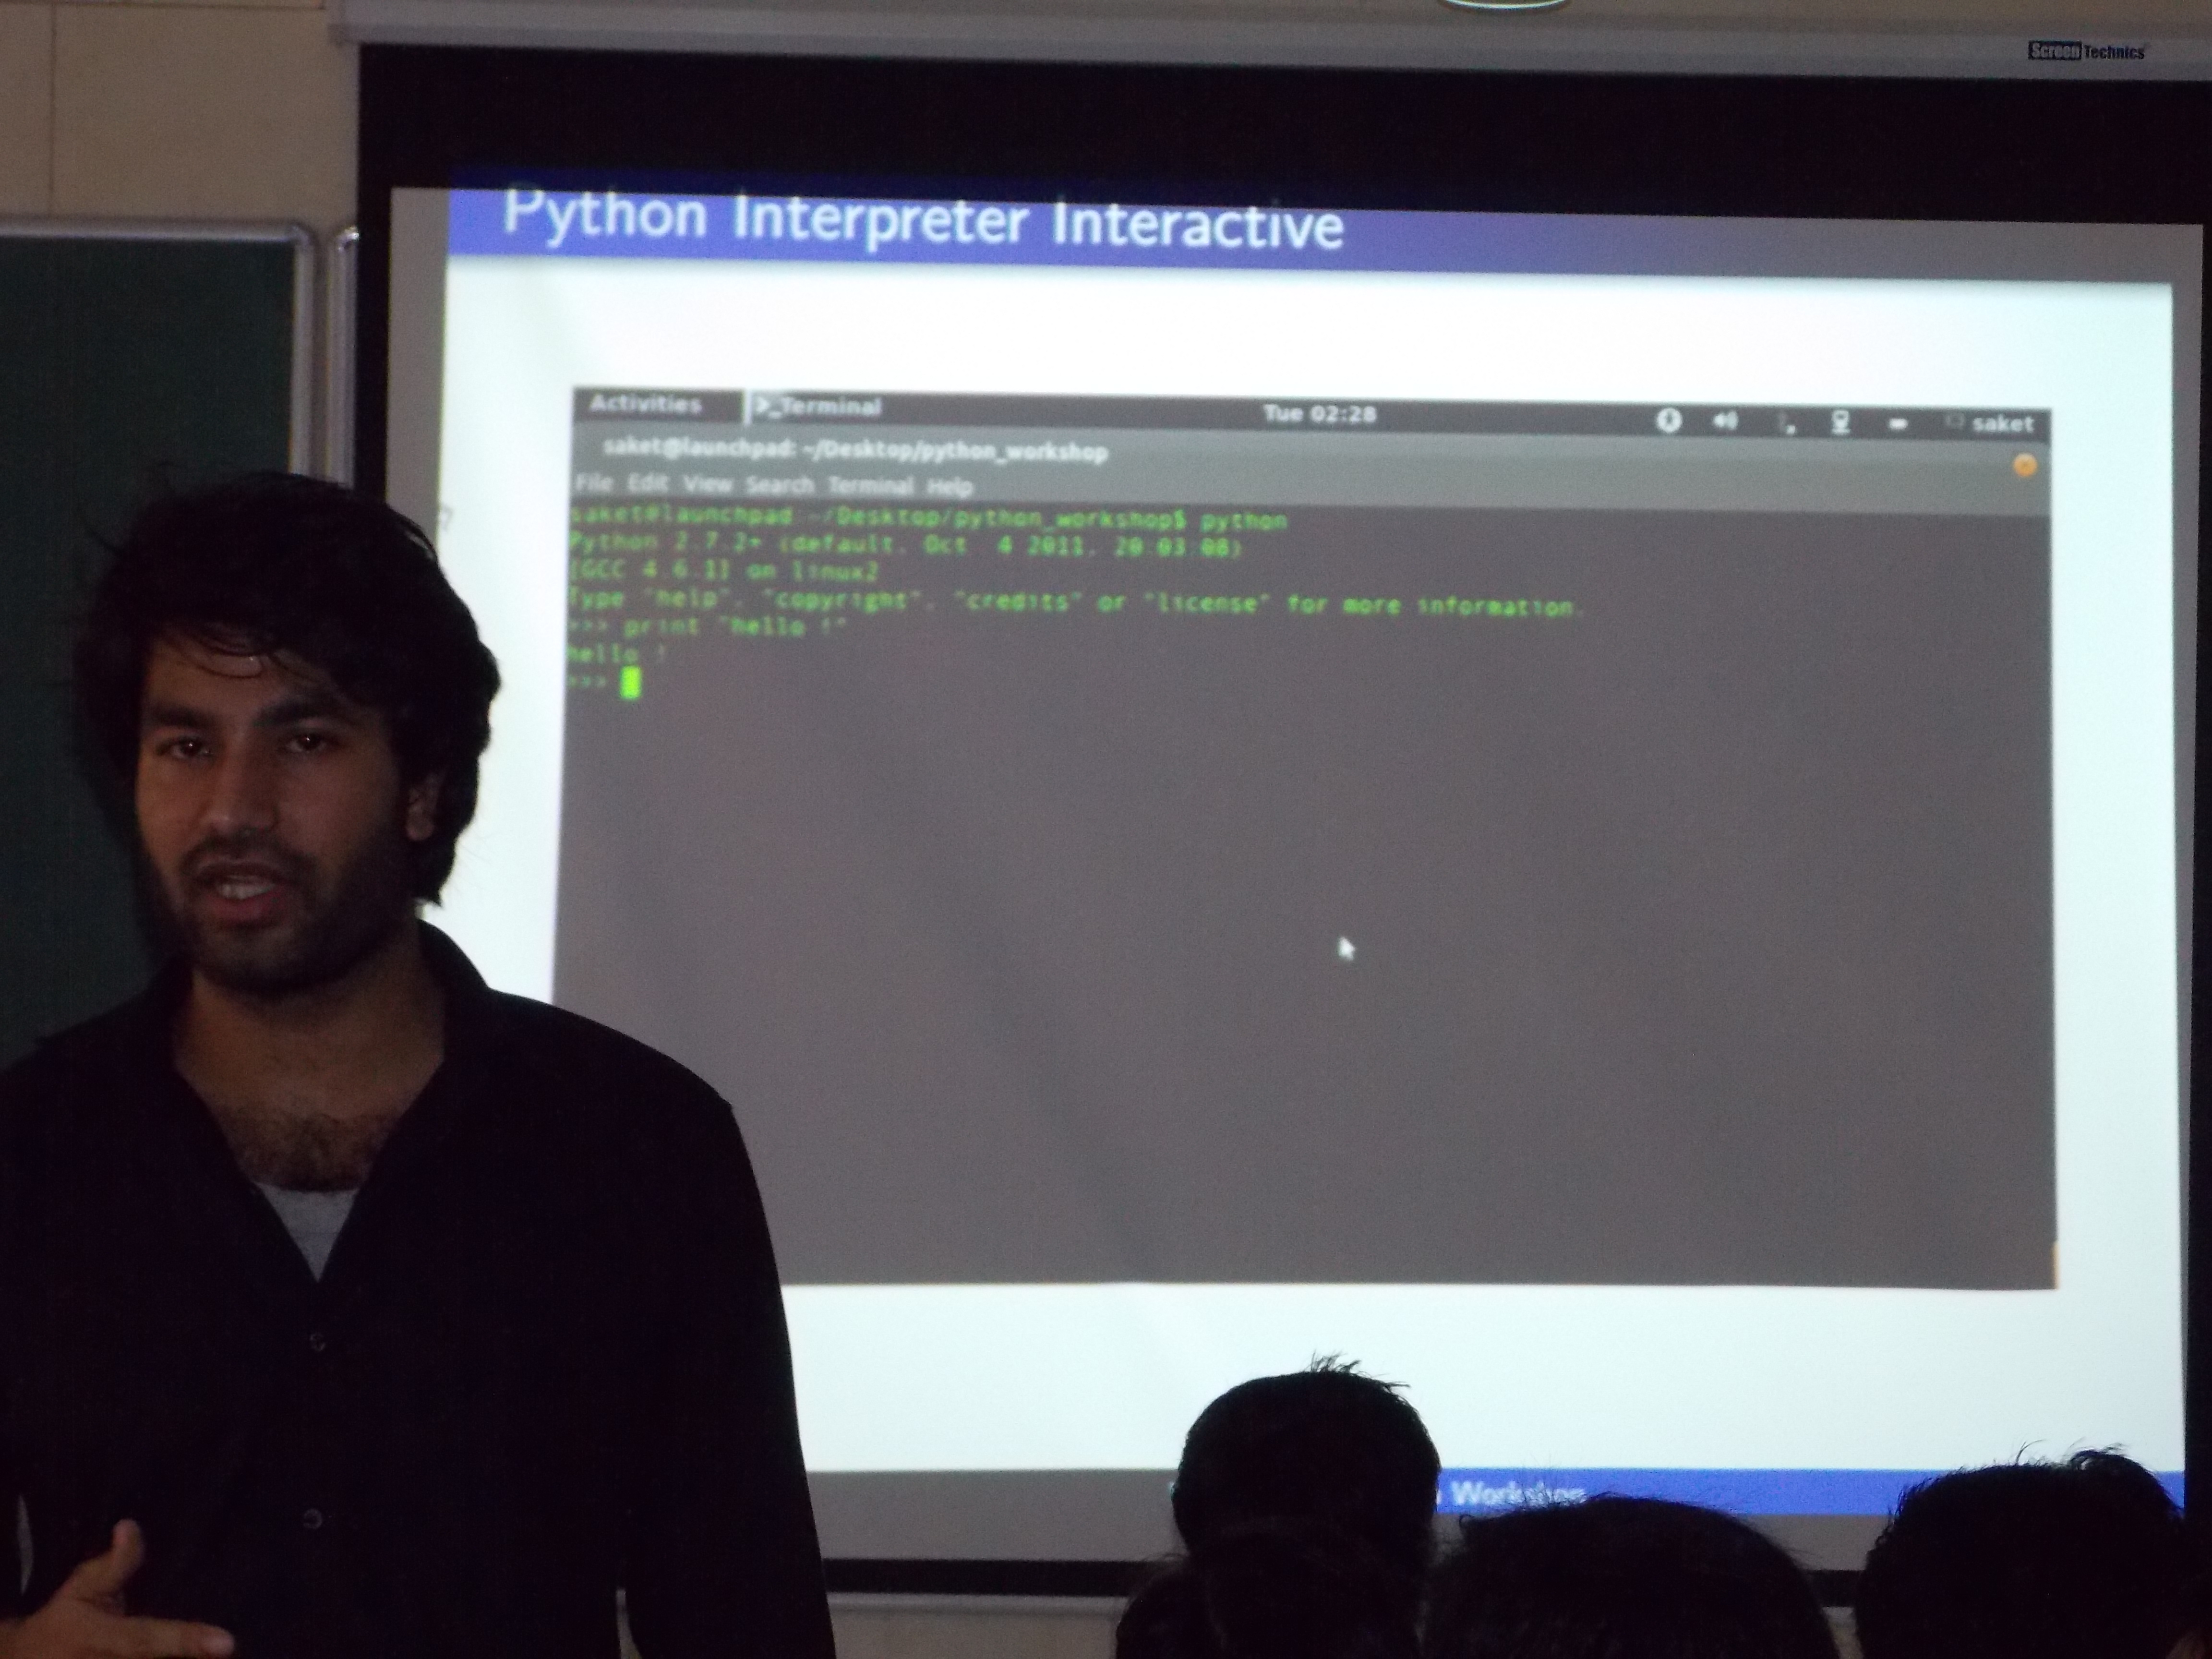 Screen Technics
Python Interpreter Interactive
Activities >_Terminal Tue 02:28 saket
saket@launchpad: ~/Desktop/python_workshop
File Edit View Search Terminal Help
saket@launchpad:~/Desktop/python_workshop$ python
Python 2.7.2+ (default, Oct  4 2011, 20:03:08)
[GCC 4.6.1] on linux2
Type "help", "copyright", "credits" or "license" for more information.
>>> print "hello !"
hello !
>>>
Workshop